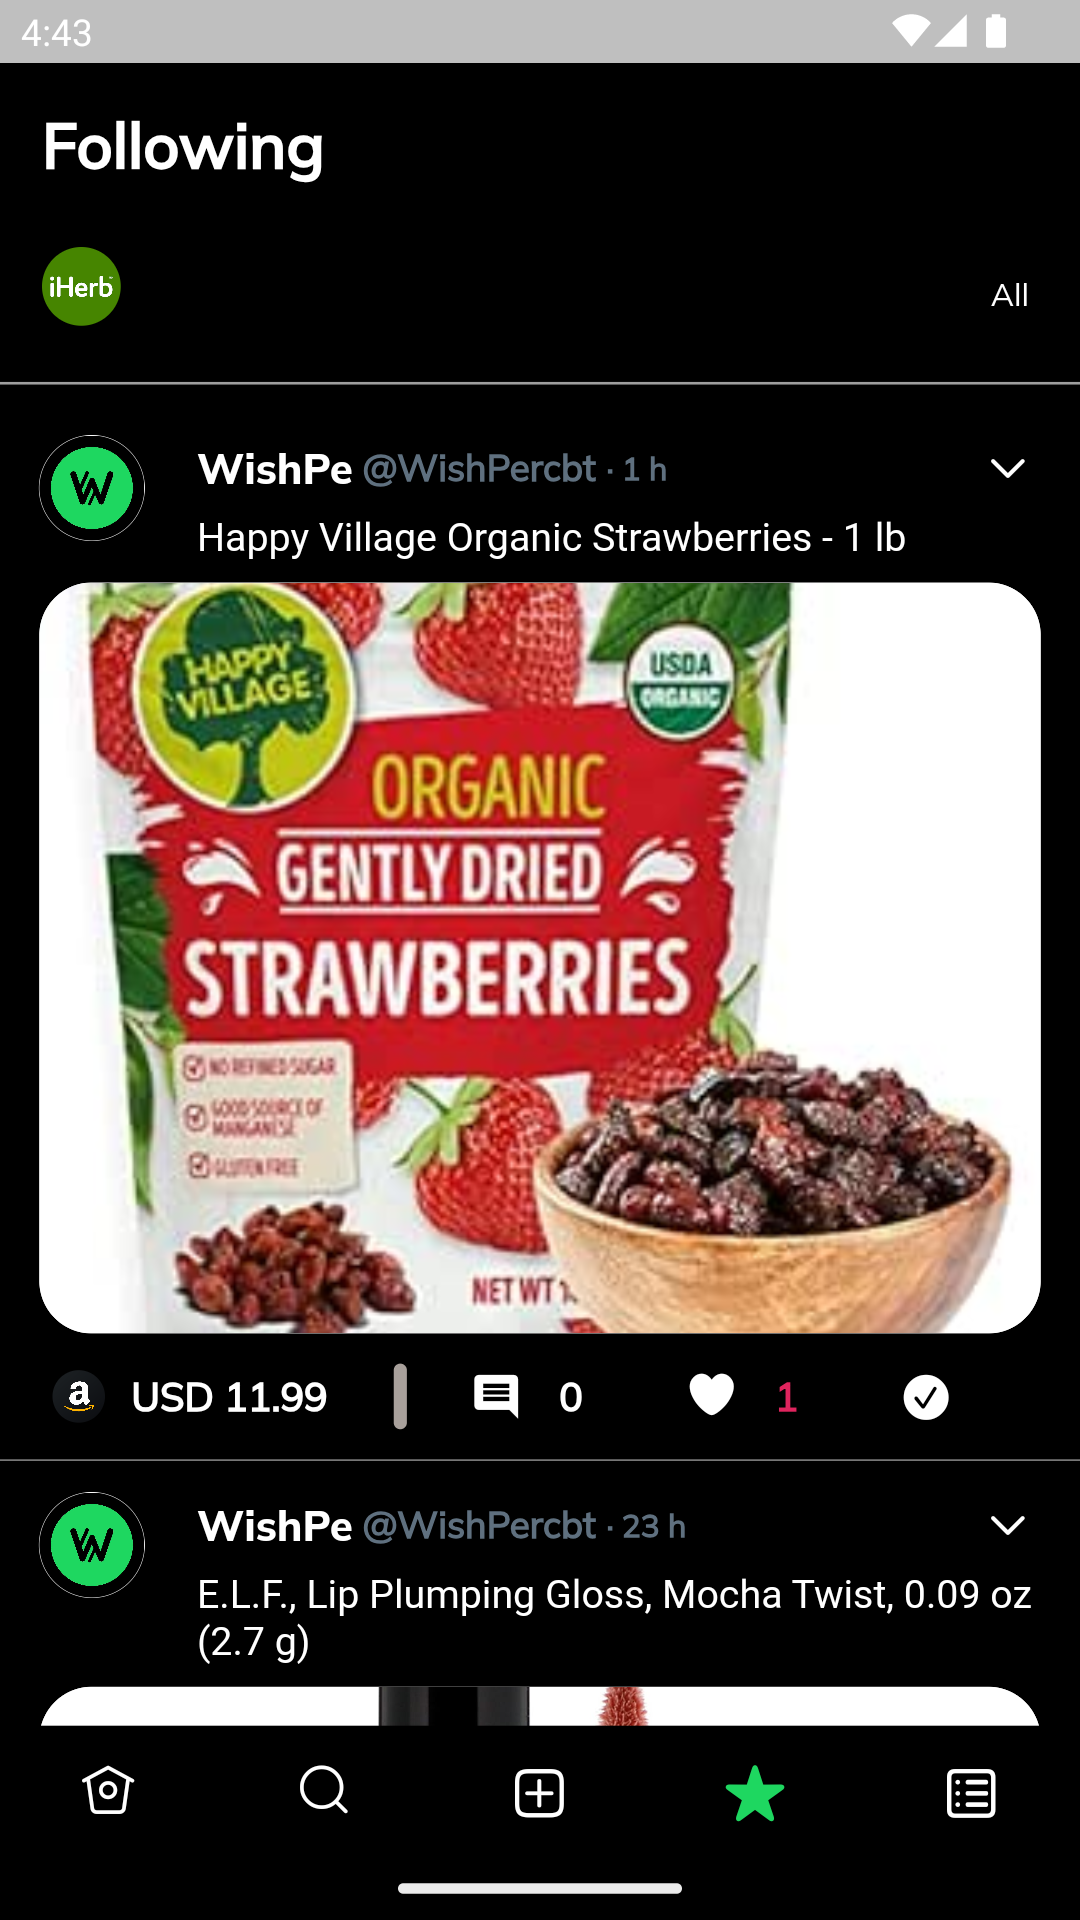 4:43
Following
iHerb
All
WishPe @WishPercbt · 1 h
Happy Village Organic Strawberries - 1 lb
HAPPY
VILLAGE
USDA
ORGANIC
ORGANIC
GENTLY DRIED
STRAWBERRIES
NO REFINED SUGAR
GOOD SOURCE OF
MANGANESE
GLUTEN FREE
NET WT
a USD 11.99 0 1
WishPe @WishPercbt · 23 h
E.L.F., Lip Plumping Gloss, Mocha Twist, 0.09 oz
(2.7 g)